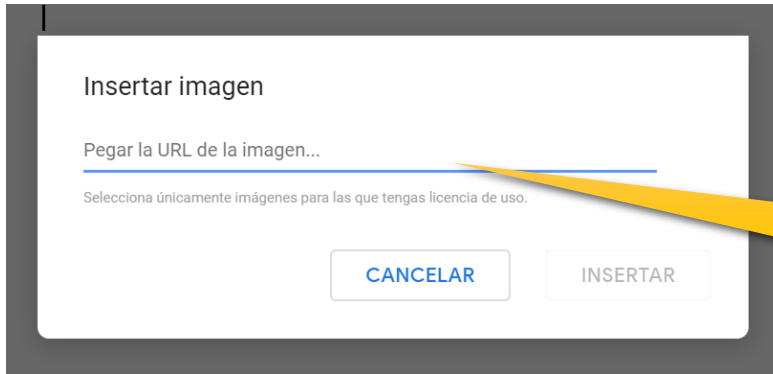 Insertar imagen
Pegar la URL de la imagen...
Selecciona únicamente imágenes para las que tengas licencia de uso.
CANCELAR INSERTAR